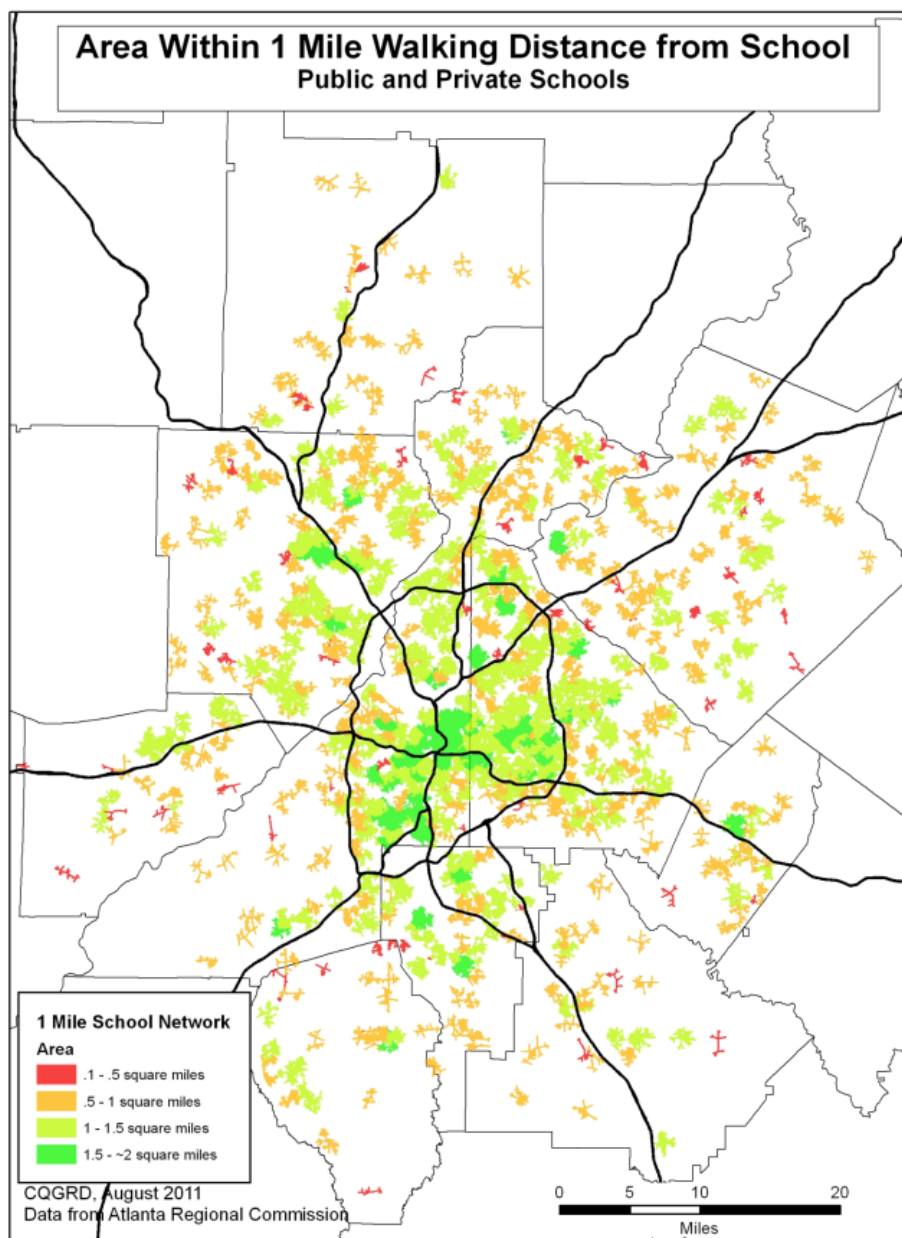 Area Within 1 Mile Walking Distance from School
Public and Private Schools
1 Mile School Network
Area
.1 - .5 square miles
.5 - 1 square miles
1 - 1.5 square miles
1.5 - ~2 square miles
CQGRD, August 2011
Data from Atlanta Regional Commission
0 5 10 20
Miles